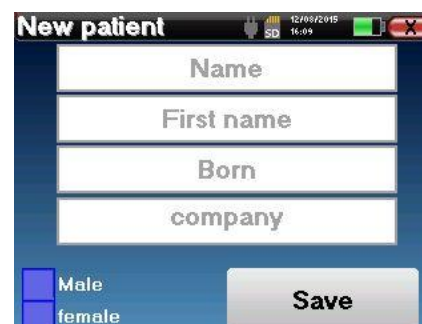 New patient
SD
12/08/2015
16:09
X
Name
First name
Born
company
Male
female
Save